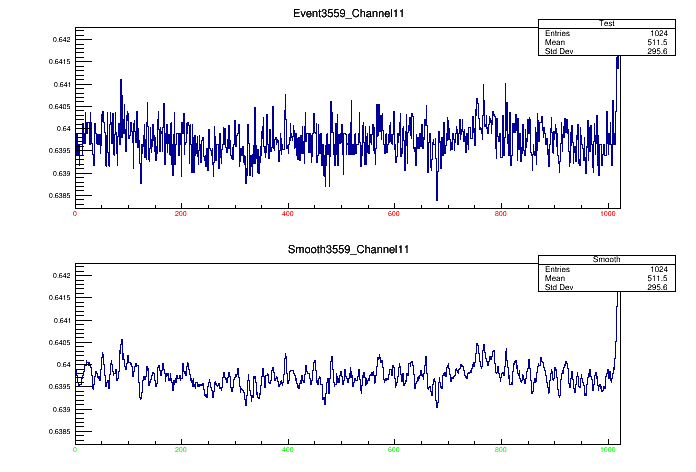 Event3559_Channel11
Test
Entries 1024
Mean 511.5
Std Dev 295.6
0.642
0.6415
0.641
0.6405
0.64
0.6395
0.639
0.6385
0 200 400 600 800 1000
Smooth3559_Channel11
Smooth
Entries 1024
Mean 511.5
Std Dev 295.6
0.642
0.6415
0.641
0.6405
0.64
0.6395
0.639
0.6385
0 200 400 600 800 1000